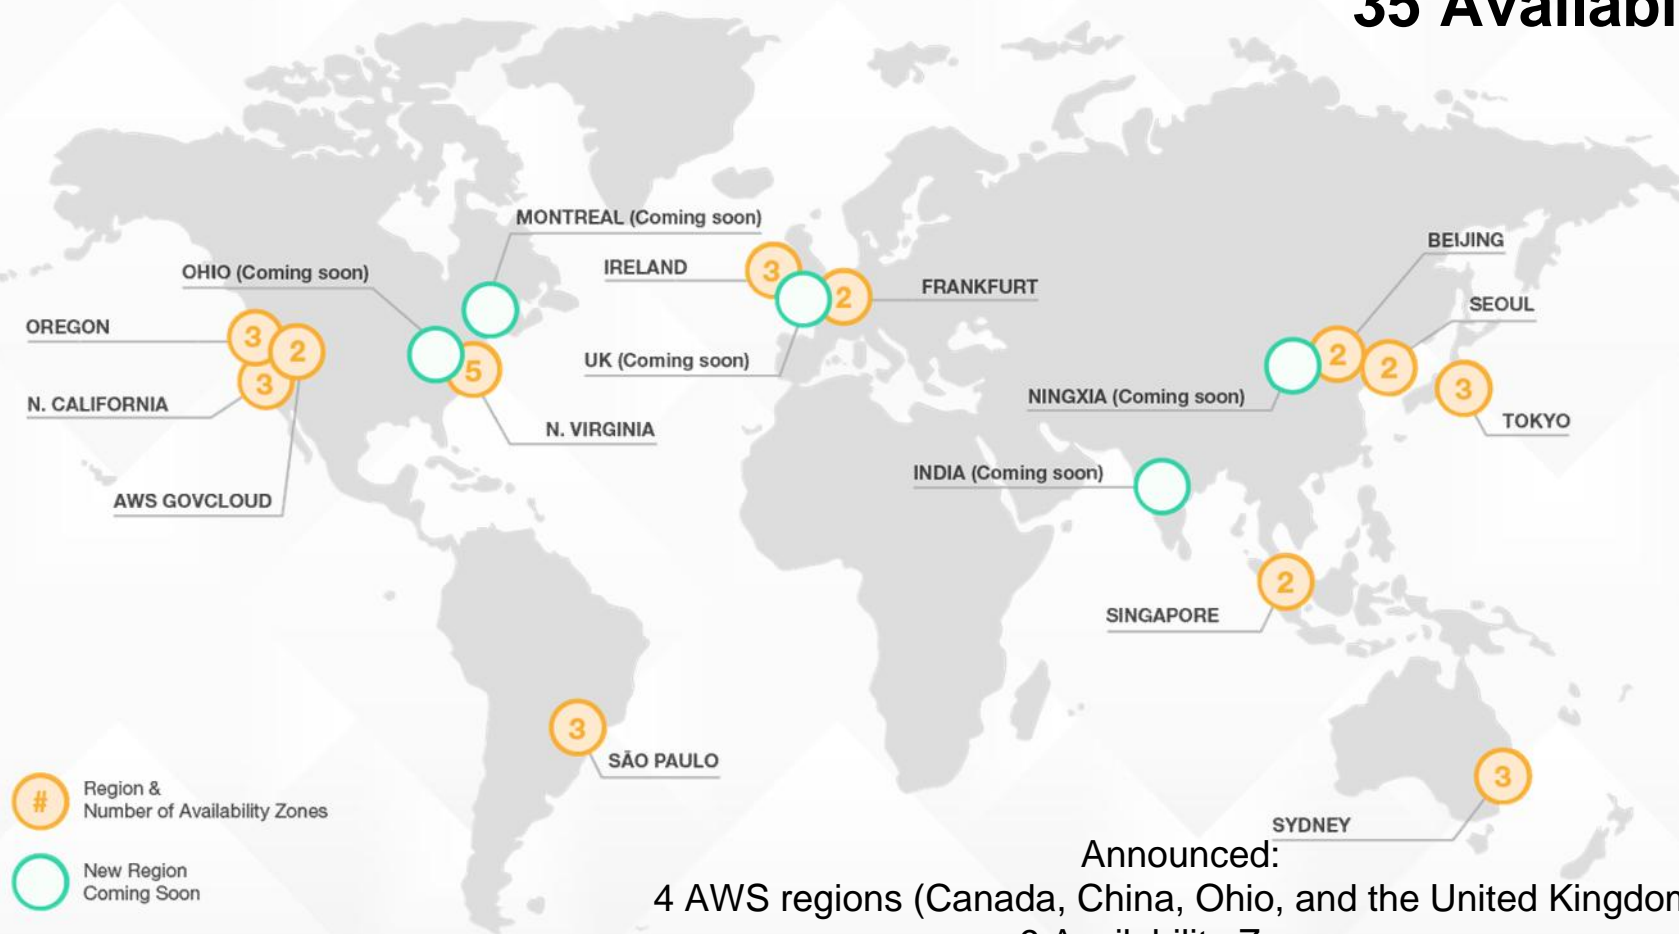 35 Availabi
MONTREAL (Coming soon)
BEIJING
OHIO (Coming soon)
IRELAND
3
FRANKFURT
2
SEOUL
OREGON
3
2
UK (Coming soon)
2
2
N. CALIFORNIA
3
5
NINGXIA (Coming soon)
3
TOKYO
N. VIRGINIA
INDIA (Coming soon)
AWS GOVCLOUD
2
SINGAPORE
3
SÃO PAULO
3
SYDNEY
#
Region &
Number of Availability Zones
New Region
Coming Soon
Announced:
4 AWS regions (Canada, China, Ohio, and the United Kingdom